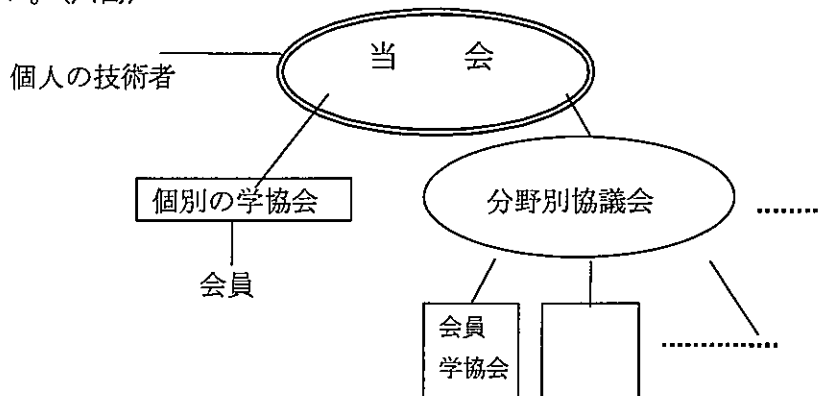 当　　会
個人の技術者
個別の学協会
分野別協議会
会員
会員
学協会